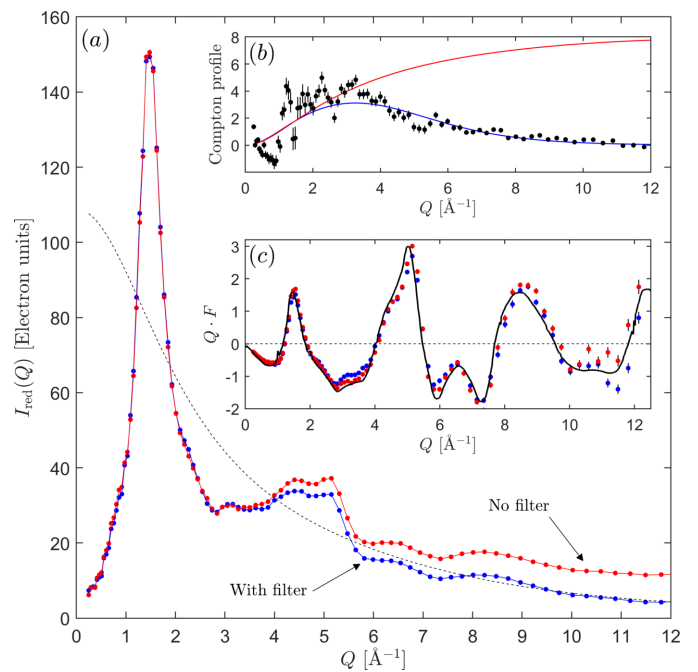 (a)
160
140
120
100
80
60
40
20
0
I_red(Q) [Electron units]
0 1 2 3 4 5 6 7 8 9 10 11 12
Q [Å⁻¹]
No filter
With filter
(b)
8
6
4
2
0
Compton profile
0 2 4 6 8 10 12
Q [Å⁻¹]
(c)
3
2
1
0
-1
-2
Q · F
0 2 4 6 8 10 12
Q [Å⁻¹]